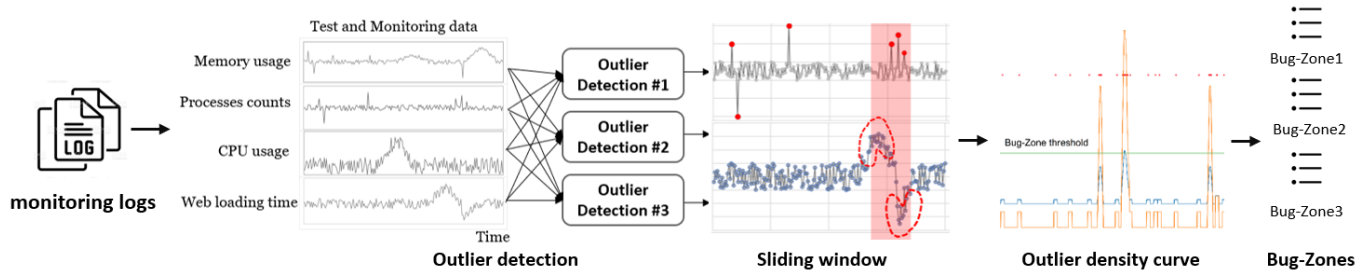 Test and Monitoring data
Memory usage
Processes counts
CPU usage
Web loading time
Time
LOG
monitoring logs
Outlier
Detection #1
Outlier
Detection #2
Outlier
Detection #3
Outlier detection
Sliding window
Bug-Zone threshold
Outlier density curve
Bug-Zone1
Bug-Zone2
Bug-Zone3
Bug-Zones